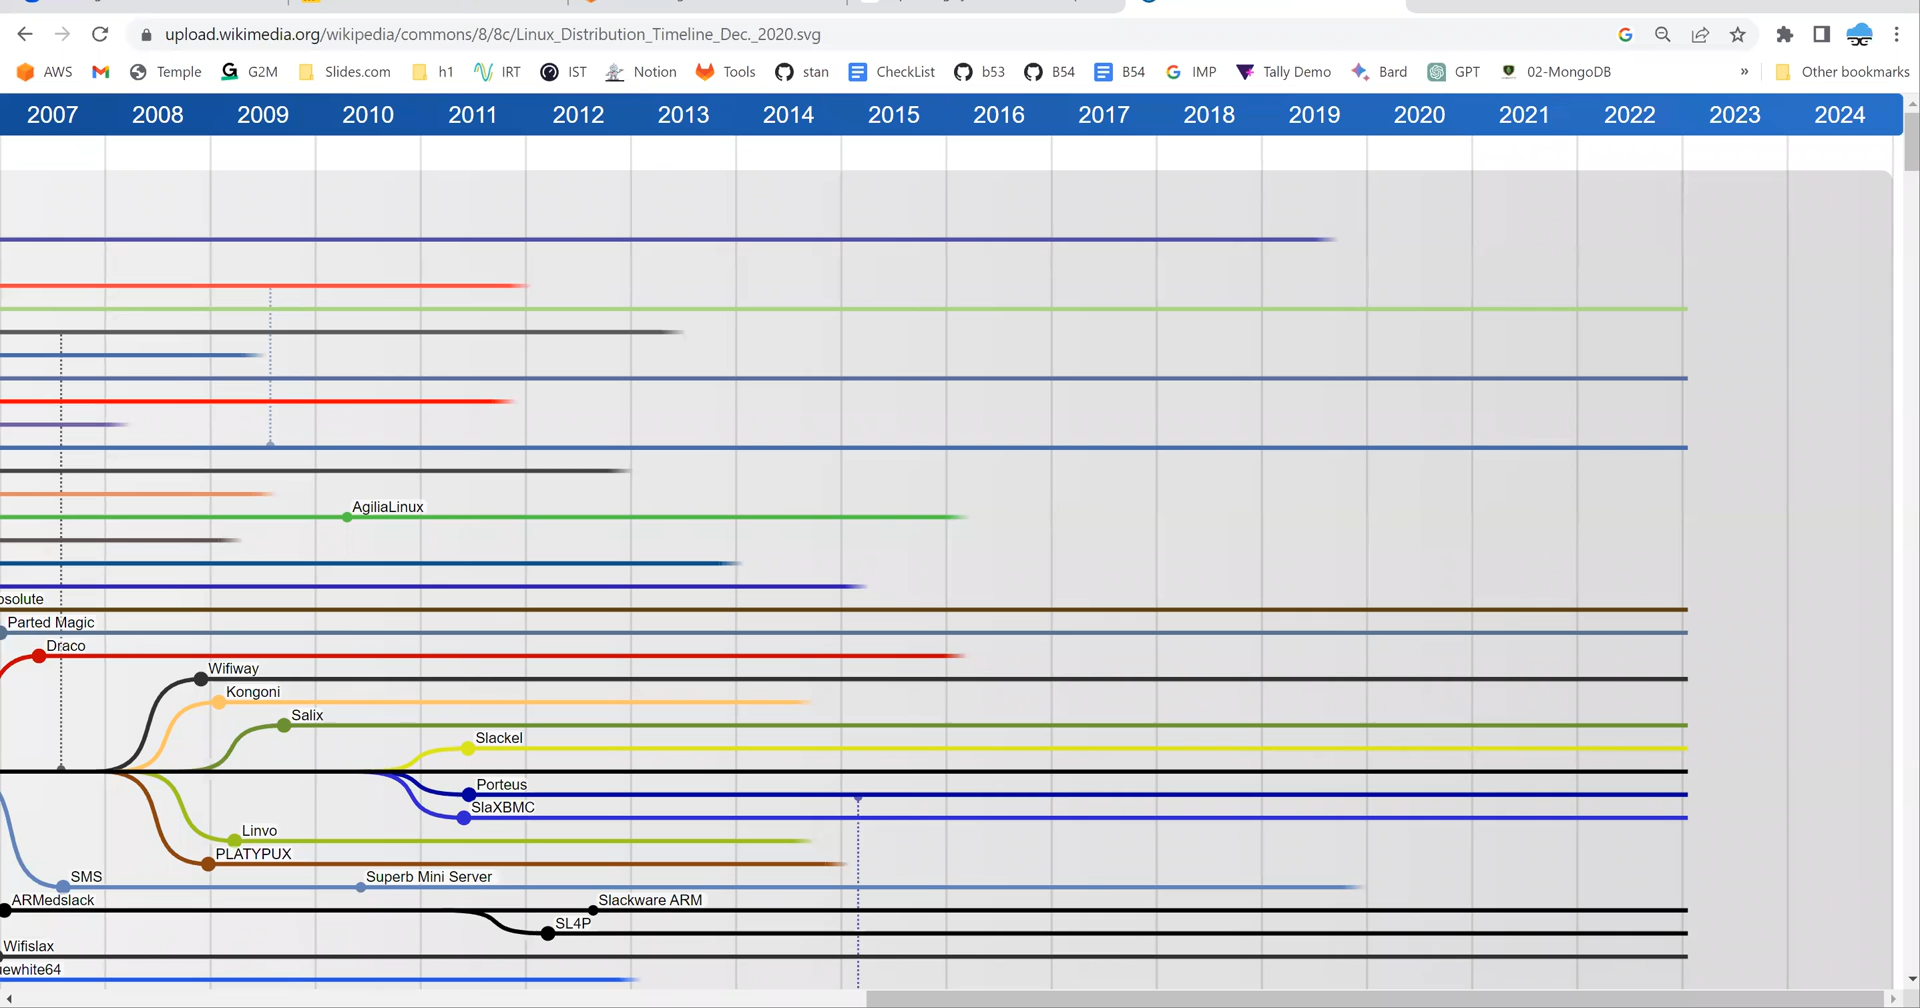 upload.wikimedia.org/wikipedia/commons/8/8c/Linux_Distribution_Timeline_Dec._2020.svg
AWS Temple G2M Slides.com h1 IRT IST Notion Tools stan CheckList b53 B54 B54 IMP Tally Demo Bard GPT 02-MongoDB » Other bookmarks
2007 2008 2009 2010 2011 2012 2013 2014 2015 2016 2017 2018 2019 2020 2021 2022 2023 2024
AgiliaLinux
osolute
Parted Magic
Draco
Wifiway
Kongoni
Salix
Slackel
Porteus
SlaXBMC
Linvo
PLATYPUX
SMS Superb Mini Server
ARMedslack Slackware ARM
SL4P
Wifislax
ewhite64